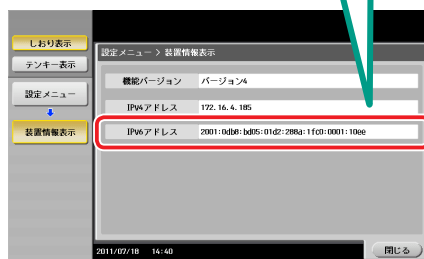 しおり表示
テンキー表示
設定メニュー
装置情報表示
設定メニュー > 装置情報表示
機能バージョン バージョン4
IPv4アドレス 172.16.4.185
IPv6アドレス 2001:0db8:bd05:01d2:288a:1fc0:0001:10ee
2011/07/18 14:40
閉じる